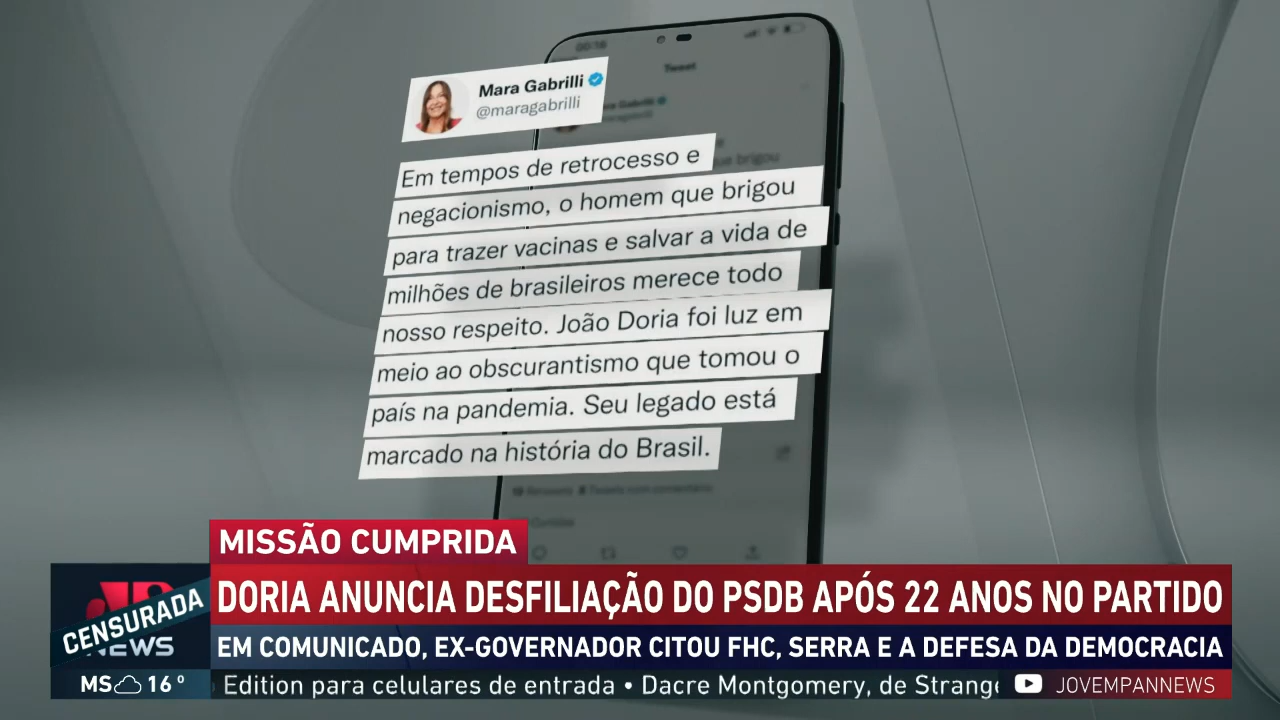 00:16
Tweet
Mara Gabrilli
@maragabrilli
Em tempos de retrocesso e
negacionismo, o homem que brigou
para trazer vacinas e salvar a vida de
milhões de brasileiros merece todo
nosso respeito. João Doria foi luz em
meio ao obscurantismo que tomou o
país na pandemia. Seu legado está
marcado na história do Brasil.
MISSÃO CUMPRIDA
DORIA ANUNCIA DESFILIAÇÃO DO PSDB APÓS 22 ANOS NO PARTIDO
EM COMUNICADO, EX-GOVERNADOR CITOU FHC, SERRA E A DEFESA DA DEMOCRACIA
JP
CENSURADA
NEWS
MS 16° Edition para celulares de entrada • Dacre Montgomery, de Strange JOVEMPANNEWS